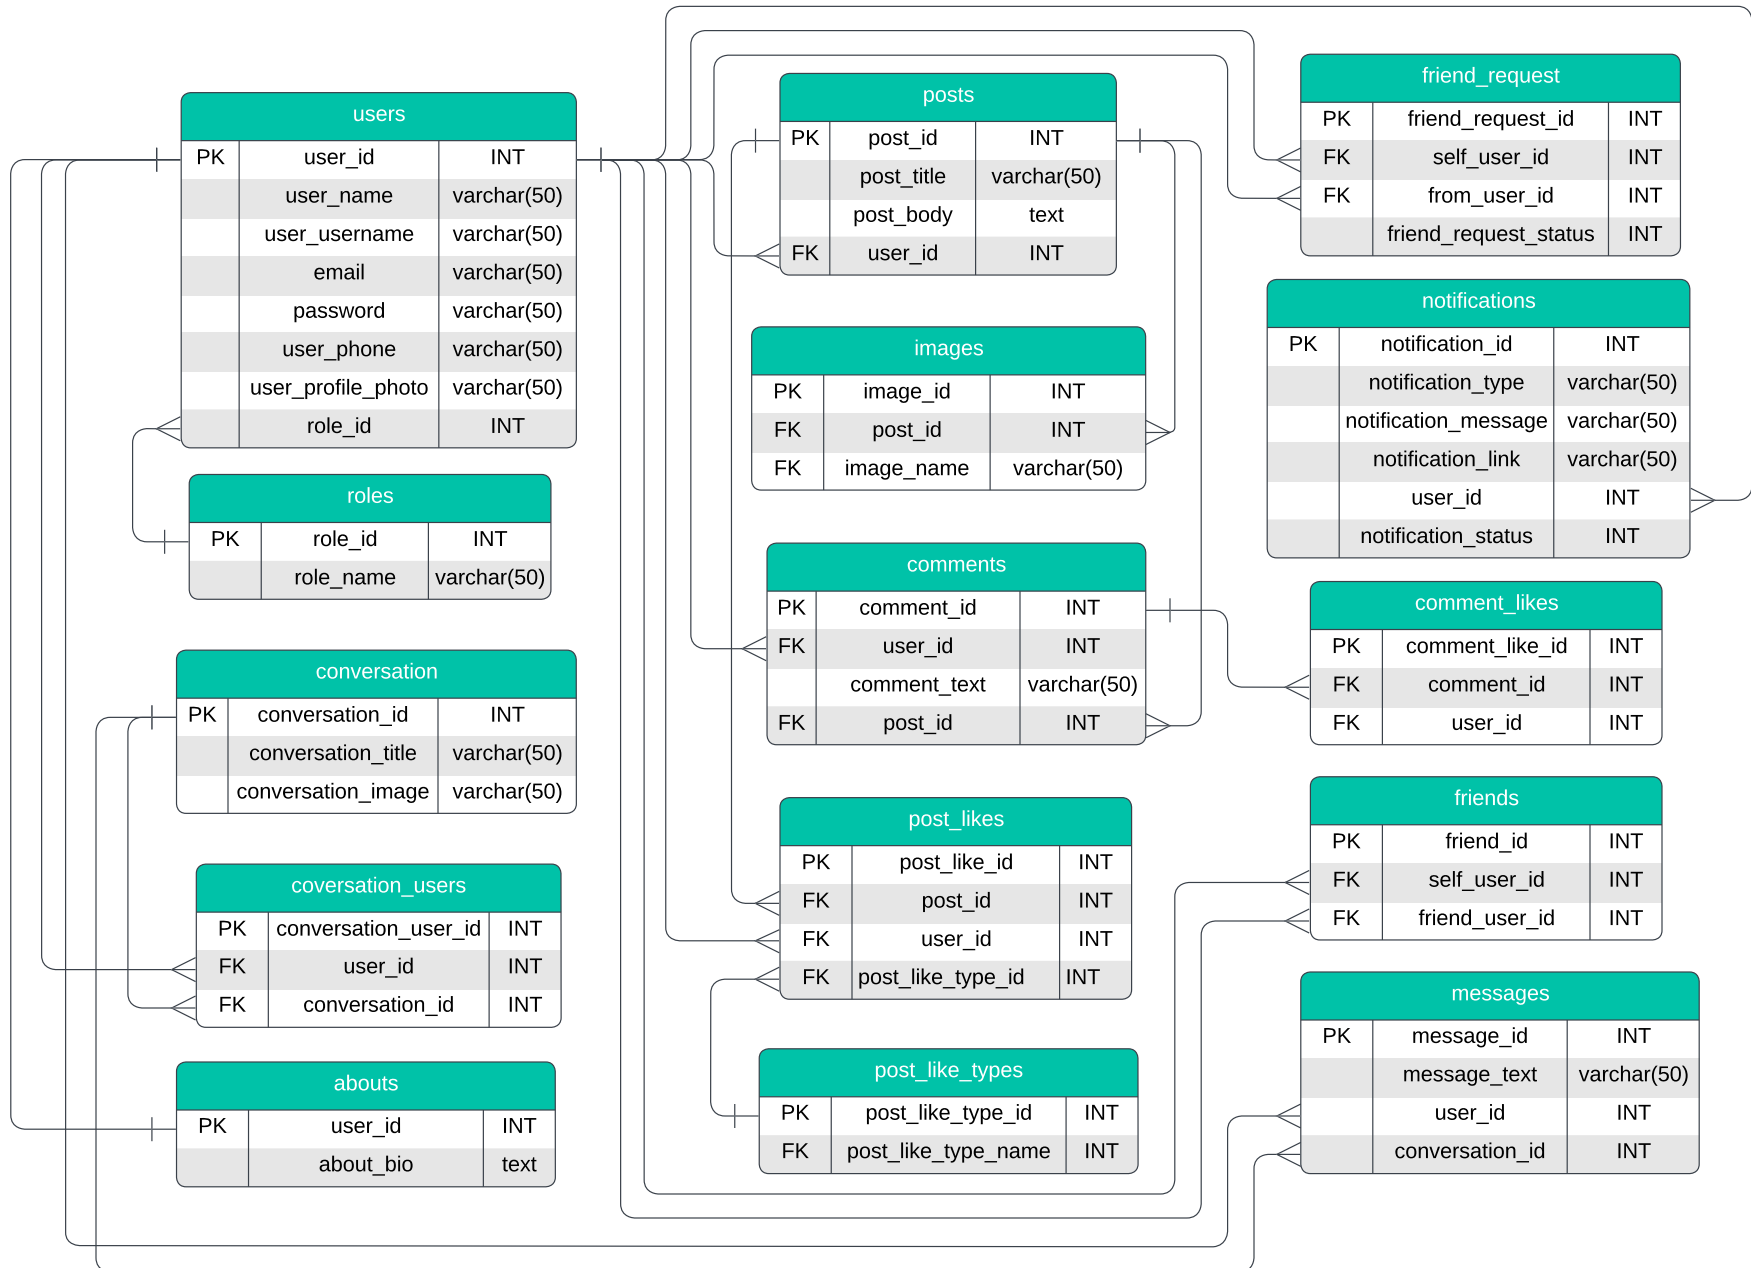 users
PK user_id INT
user_name varchar(50)
user_username varchar(50)
email varchar(50)
password varchar(50)
user_phone varchar(50)
user_profile_photo varchar(50)
role_id INT
roles
PK role_id INT
role_name varchar(50)
conversation
PK conversation_id INT
conversation_title varchar(50)
conversation_image varchar(50)
coversation_users
PK conversation_user_id INT
FK user_id INT
FK conversation_id INT
abouts
PK user_id INT
about_bio text
posts
PK post_id INT
post_title varchar(50)
post_body text
FK user_id INT
images
PK image_id INT
FK post_id INT
FK image_name varchar(50)
comments
PK comment_id INT
FK user_id INT
comment_text varchar(50)
FK post_id INT
post_likes
PK post_like_id INT
FK post_id INT
FK user_id INT
FK post_like_type_id INT
post_like_types
PK post_like_type_id INT
FK post_like_type_name INT
friend_request
PK friend_request_id INT
FK self_user_id INT
FK from_user_id INT
friend_request_status INT
notifications
PK notification_id INT
notification_type varchar(50)
notification_message varchar(50)
notification_link varchar(50)
user_id INT
notification_status INT
comment_likes
PK comment_like_id INT
FK comment_id INT
FK user_id INT
friends
PK friend_id INT
FK self_user_id INT
FK friend_user_id INT
messages
PK message_id INT
message_text varchar(50)
user_id INT
conversation_id INT